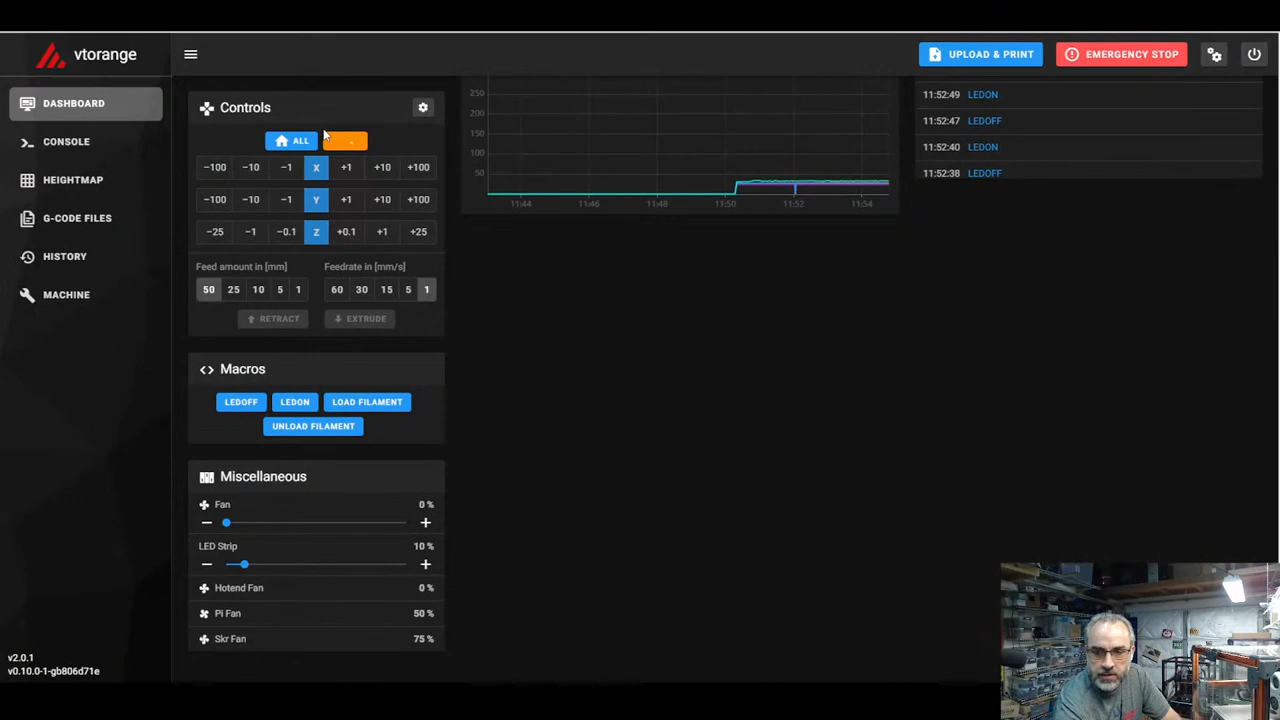 vtorange
UPLOAD & PRINT
EMERGENCY STOP
DASHBOARD
CONSOLE
HEIGHTMAP
G-CODE FILES
HISTORY
MACHINE
v2.0.1
v0.10.0-1-gb806d71e
Controls
ALL
-100 -10 -1 X +1 +10 +100
-100 -10 -1 Y +1 +10 +100
-25 -1 -0.1 Z +0.1 +1 +25
Feed amount in [mm] Feedrate in [mm/s]
50 25 10 5 1 60 30 15 5 1
RETRACT EXTRUDE
Macros
LEDOFF LEDON LOAD FILAMENT
UNLOAD FILAMENT
Miscellaneous
Fan 0 %
LED Strip 10 %
Hotend Fan 0 %
Pi Fan 50 %
Skr Fan 75 %
250
200
150
100
50
11:44 11:46 11:48 11:50 11:52 11:54
11:52:49 LEDON
11:52:47 LEDOFF
11:52:40 LEDON
11:52:38 LEDOFF